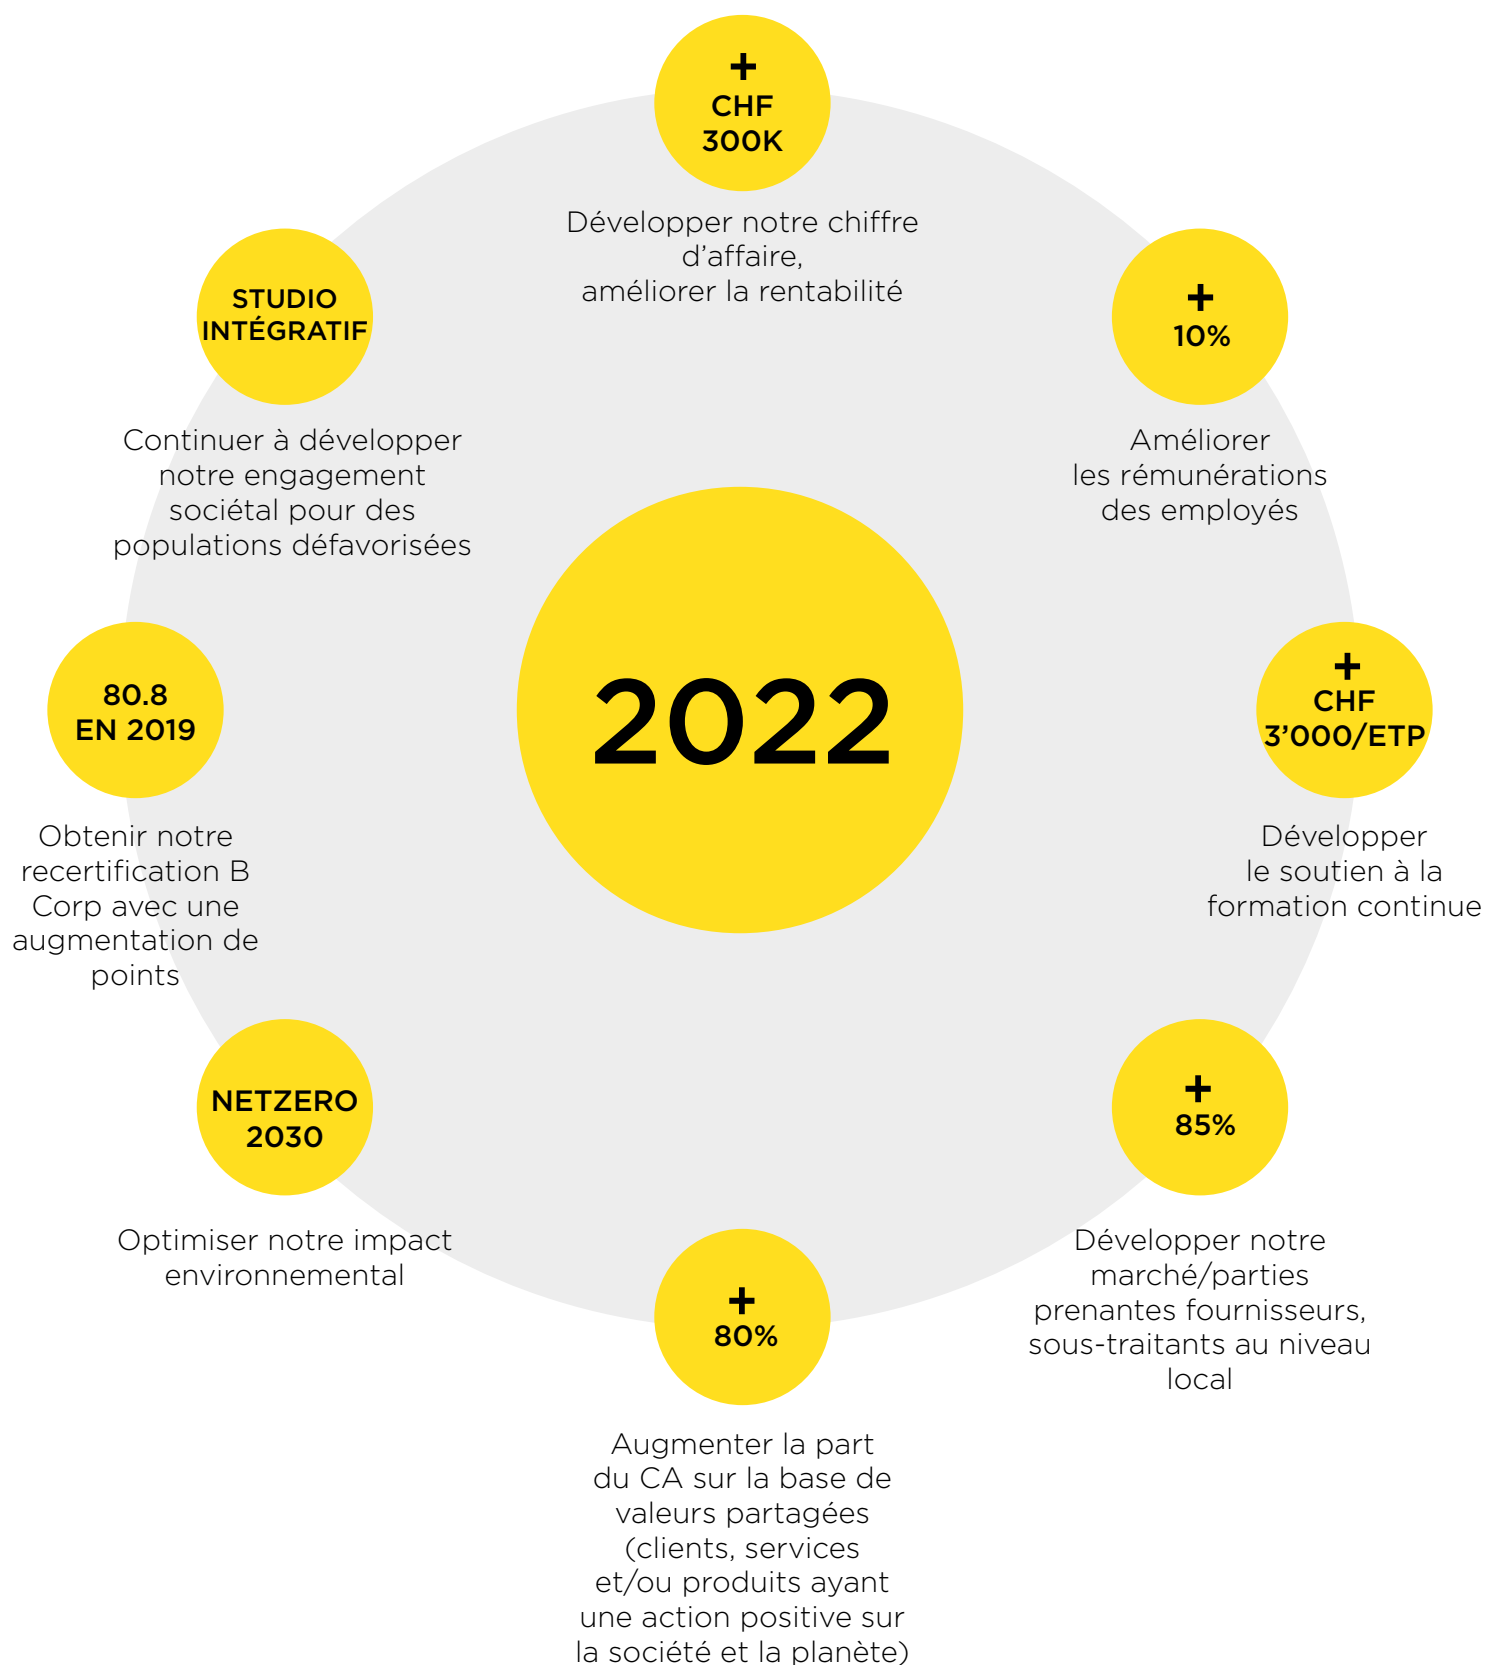 +
CHF
300K
Développer notre chiffre
d’affaire,
améliorer la rentabilité
+
10%
Améliorer
les rémunérations
des employés
+
CHF
3’000/ETP
Développer
le soutien à la
formation continue
+
85%
Développer notre
marché/parties
prenantes fournisseurs,
sous-traitants au niveau
local
+
80%
Augmenter la part
du CA sur la base de
valeurs partagées
(clients, services
et/ou produits ayant
une action positive sur
la société et la planète)
NETZERO
2030
Optimiser notre impact
environnemental
80.8
EN 2019
Obtenir notre
recertification B
Corp avec une
augmentation de
points
STUDIO
INTÉGRATIF
Continuer à développer
notre engagement
sociétal pour des
populations défavorisées
2022